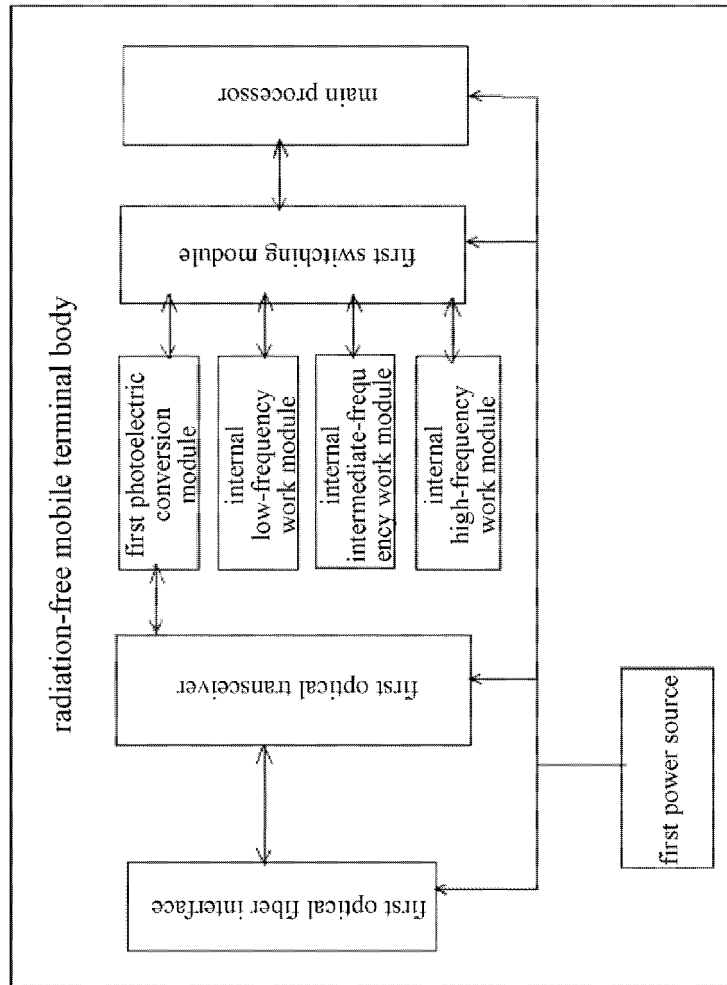 radiation-free mobile terminal body
first optical fiber interface
first optical transceiver
first photoelectric
conversion
module
internal
low-frequency
work module
internal
intermediate-frequ
ency work module
internal
high-frequency
work module
first switching module
main processor
first power source